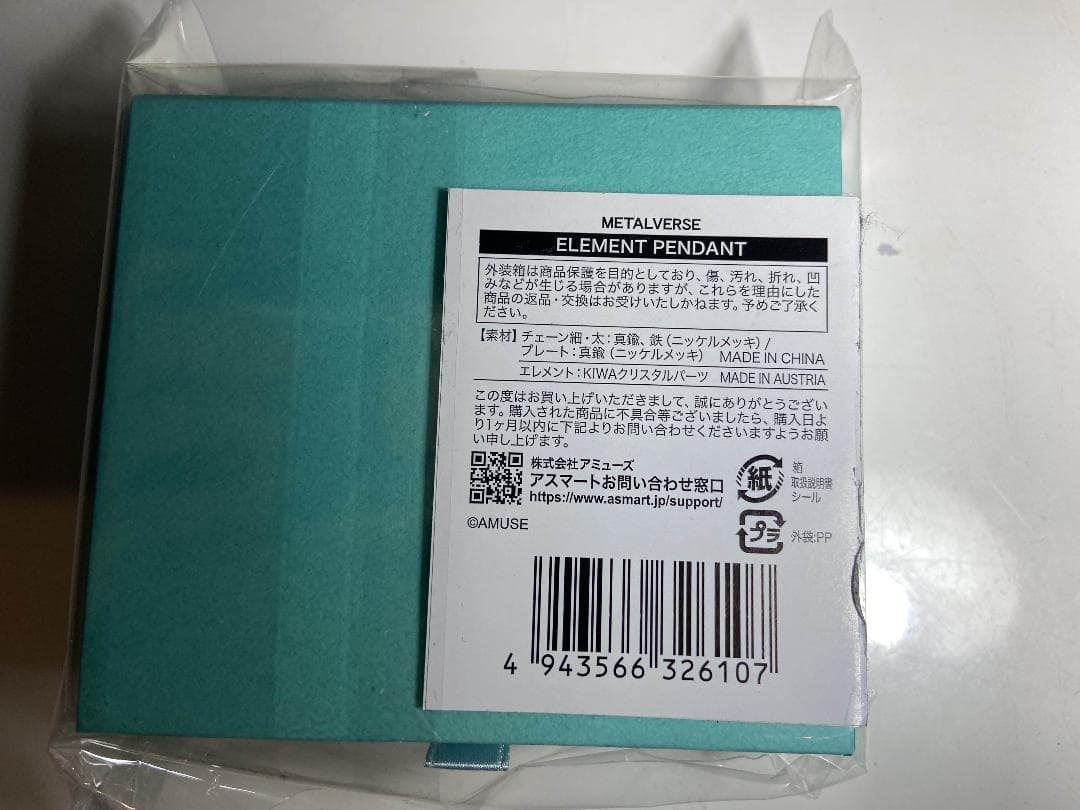 METALVERSE
ELEMENT PENDANT
外装箱は商品保護を目的としており、傷、汚れ、折れ、凹
みなどが生じる場合がありますが、これらを理由にした
商品の返品・交換はお受けいたしかねます。予めご了承く
ださい。
【素材】チェーン細・太：真鍮、鉄（ニッケルメッキ）/
プレート：真鍮（ニッケルメッキ） MADE IN CHINA
エレメント：KIWAクリスタルパーツ MADE IN AUSTRIA
この度はお買い上げいただきまして、誠にありがとうござい
ます。購入された商品に不具合等ございましたら、購入日よ
り1ヶ月以内に下記よりお問い合わせくださいますようお願
い申し上げます。
株式会社アミューズ
アスマートお問い合わせ窓口
https://www.asmart.jp/support/
©AMUSE
紙
箱
取扱説明書
シール
プラ
外袋:PP
4 943566 326107